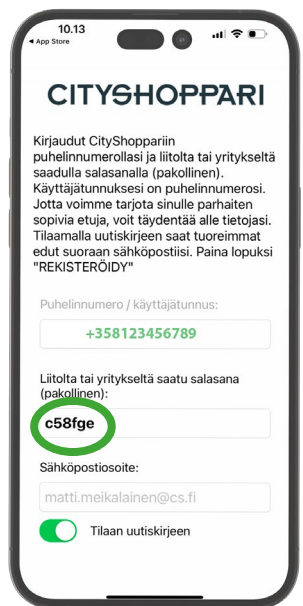 10.13
◀ App Store
CITYSHOPPARI
Kirjaudut CityShoppariin
puhelinnumerollasi ja liitolta tai yritykseltä
saadulla salasanalla (pakollinen).
Käyttäjätunnuksesi on puhelinnumerosi.
Jotta voimme tarjota sinulle parhaiten
sopivia etuja, voit täydentää alle tietojasi.
Tilaamalla uutiskirjeen saat tuoreimmat
edut suoraan sähköpostiisi. Paina lopuksi
"REKISTERÖIDY"
Puhelinnumero / käyttäjätunnus:
+358123456789
Liitolta tai yritykseltä saatu salasana
(pakollinen):
c58fge
Sähköpostiosoite:
matti.meikalainen@cs.fi
Tilaan uutiskirjeen